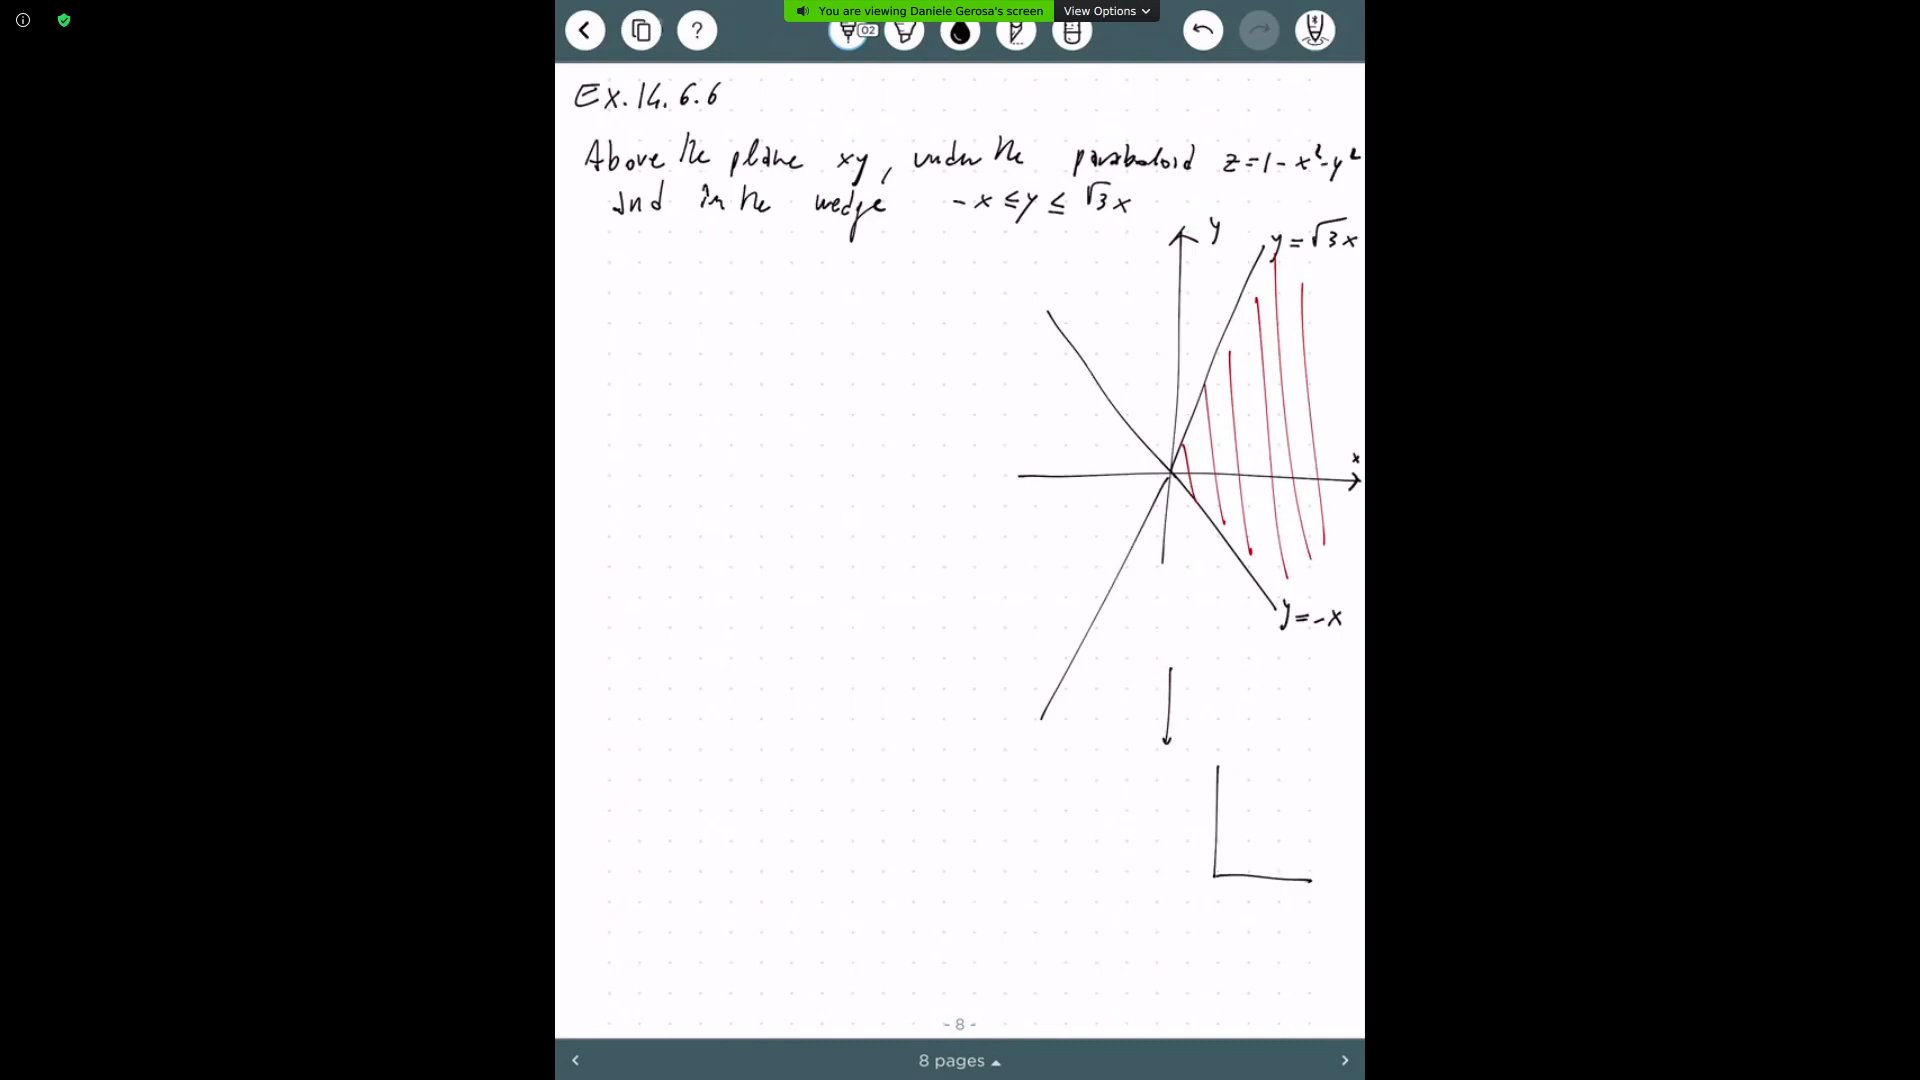 You are viewing Daniele Gerosa's screen View Options
02
Ex. 14.6.6
Above the plane xy, under the paraboloid z = 1 - x² - y²
and in the wedge -x ≤ y ≤ √3 x
y
y = √3 x
x
y = -x
- 8 -
8 pages